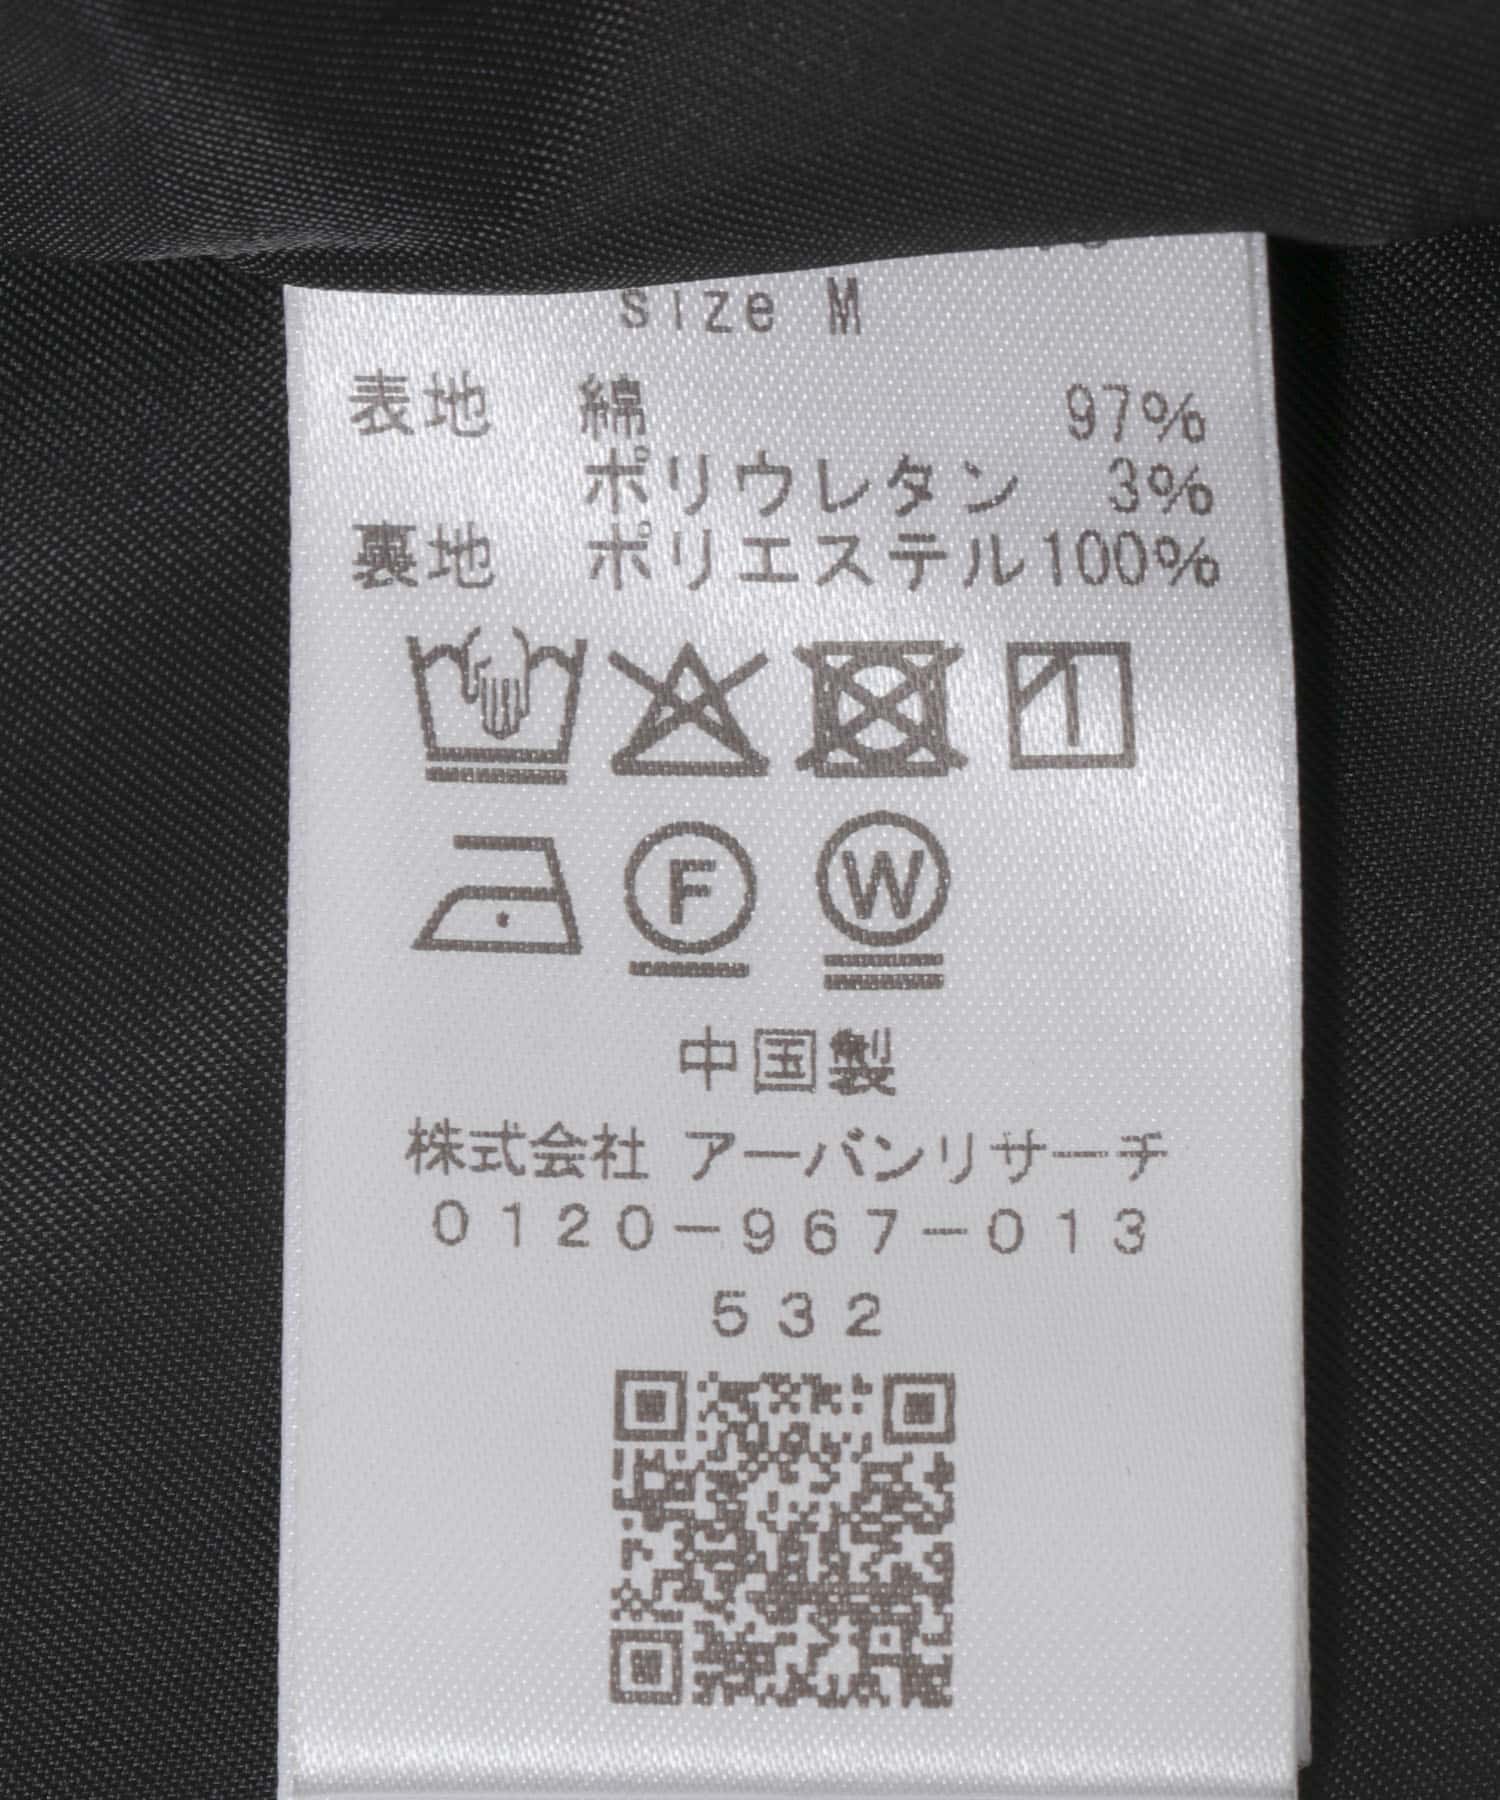 size M
表地 綿 97%
ポリウレタン 3%
裏地 ポリエステル100%
F W
中国製
株式会社 アーバンリサーチ
0120-967-013
532